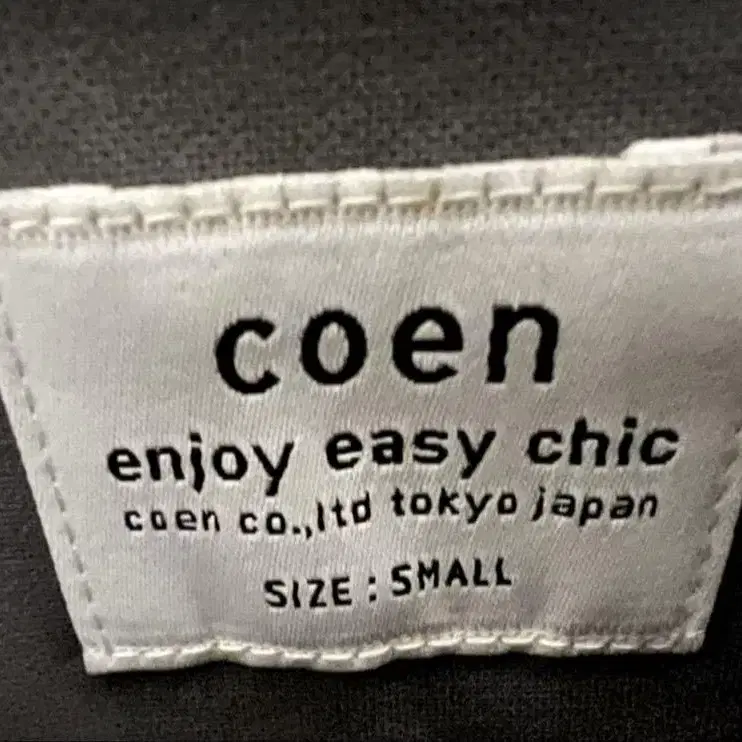 coen
enjoy easy chic
coen co.,ltd tokyo japan
SIZE : SMALL